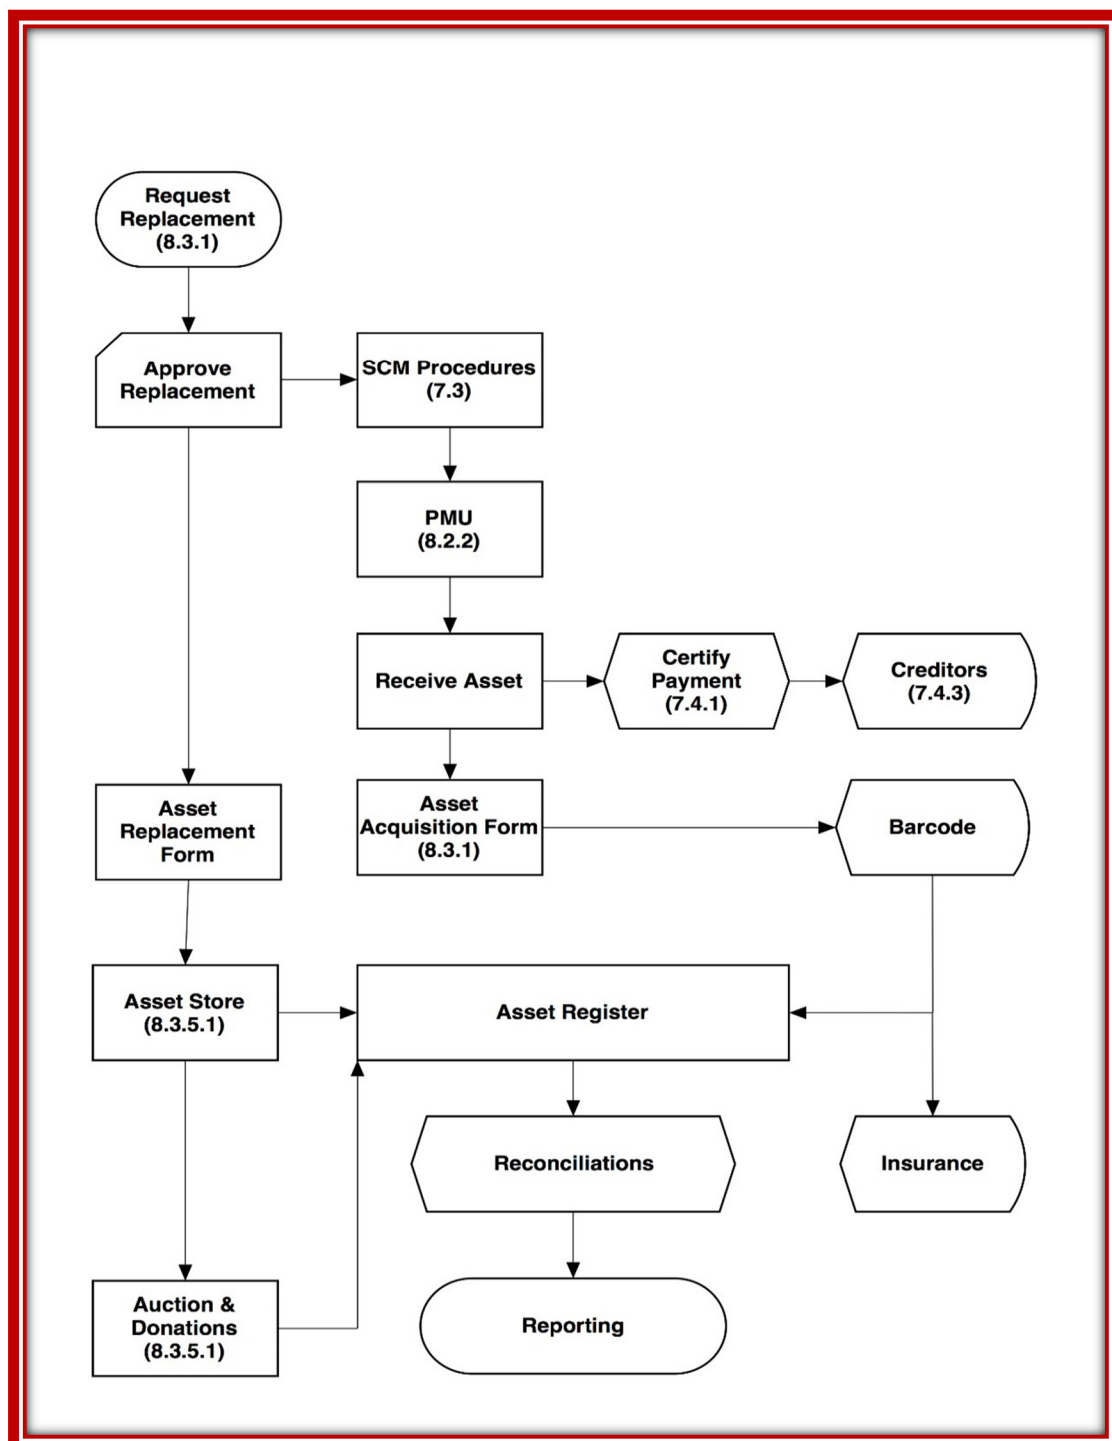 Request
Replacement
(8.3.1)
Approve
Replacement
SCM Procedures
(7.3)
PMU
(8.2.2)
Receive Asset
Certify
Payment
(7.4.1)
Creditors
(7.4.3)
Asset
Replacement
Form
Asset
Acquisition Form
(8.3.1)
Barcode
Asset Store
(8.3.5.1)
Asset Register
Reconciliations
Insurance
Auction &
Donations
(8.3.5.1)
Reporting